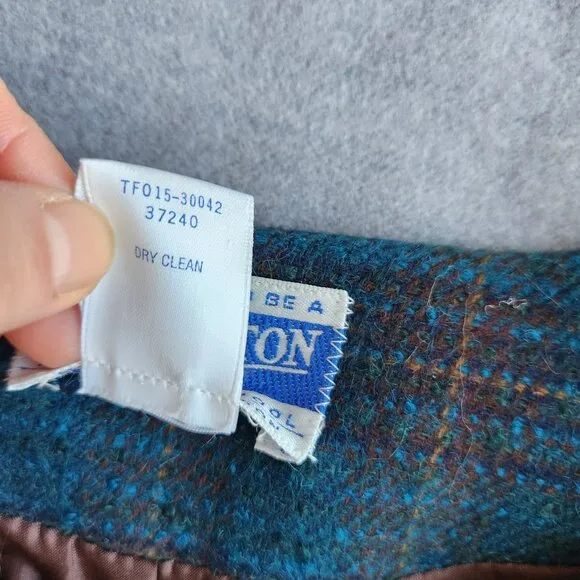 TF015-30042
37240
DRY CLEAN
BE A
TON